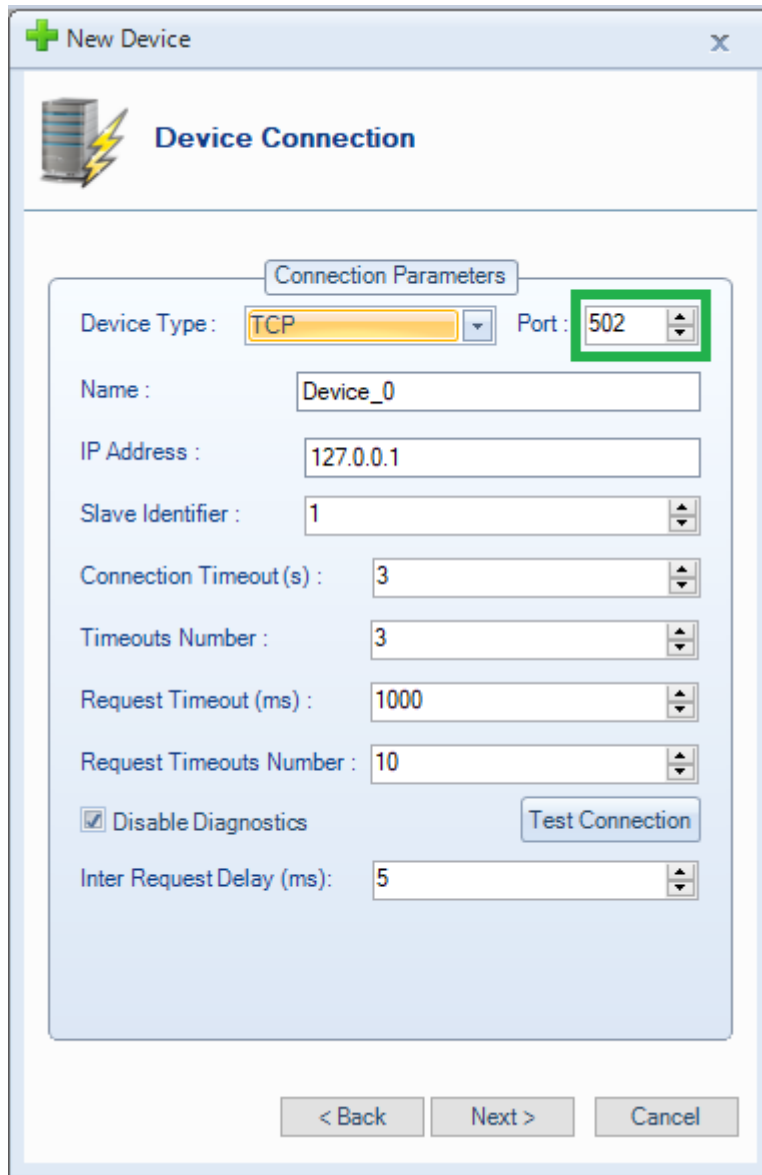 New Device
Device Connection
Connection Parameters
Device Type : TCP Port : 502
Name : Device_0
IP Address : 127.0.0.1
Slave Identifier : 1
Connection Timeout (s) : 3
Timeouts Number : 3
Request Timeout (ms) : 1000
Request Timeouts Number : 10
Disable Diagnostics Test Connection
Inter Request Delay (ms): 5
< Back Next > Cancel